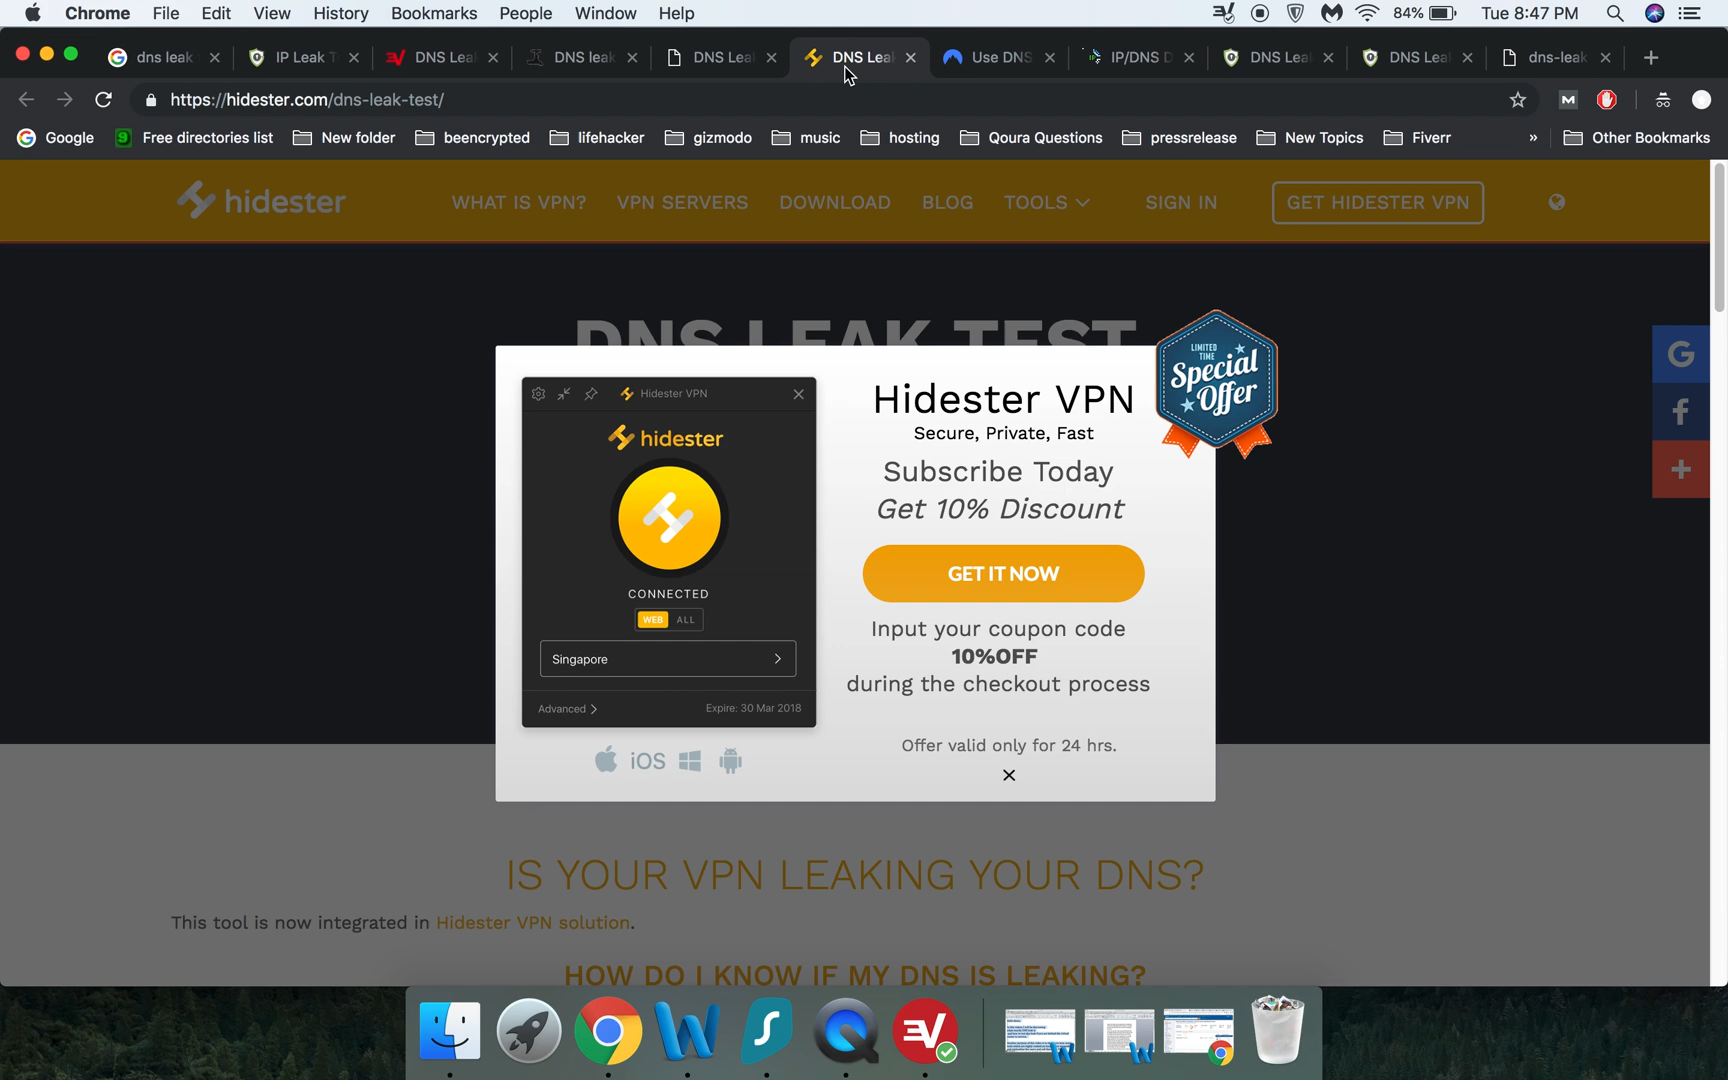 Chrome File Edit View History Bookmarks People Window Help 84% Tue 8:47 PM
dns leak IP Leak T DNS Lea DNS leak DNS Lea DNS Lea Use DNS IP/DNS D DNS Lea DNS Lea dns-leak
https://hidester.com/dns-leak-test/
Google Free directories list New folder beencrypted lifehacker gizmodo music hosting Qoura Questions pressrelease New Topics Fiverr » Other Bookmarks
hidester WHAT IS VPN? VPN SERVERS DOWNLOAD BLOG TOOLS SIGN IN GET HIDESTER VPN
DNS LEAK TEST
LIMITED
TIME
Special
Offer
Hidester VPN
hidester
CONNECTED
WEB ALL
Singapore
Advanced Expire: 30 Mar 2018
iOS
Hidester VPN
Secure, Private, Fast
Subscribe Today
Get 10% Discount
GET IT NOW
Input your coupon code
10%OFF
during the checkout process
Offer valid only for 24 hrs.
IS YOUR VPN LEAKING YOUR DNS?
This tool is now integrated in Hidester VPN solution.
HOW DO I KNOW IF MY DNS IS LEAKING?